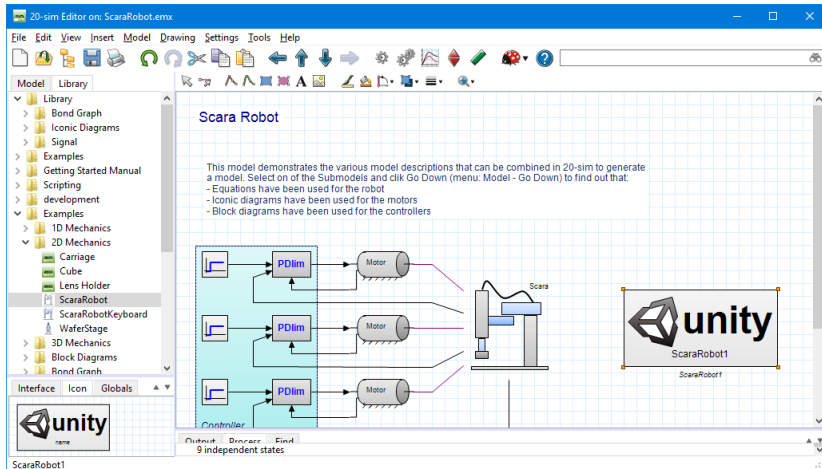 20-sim Editor on: ScaraRobot.emx
File Edit View Insert Model Drawing Settings Tools Help
Model Library
Library
Bond Graph
Iconic Diagrams
Signal
Examples
Getting Started Manual
Scripting
development
Examples
1D Mechanics
2D Mechanics
Carriage
Cube
Lens Holder
ScaraRobot
ScaraRobotKeyboard
WaferStage
3D Mechanics
Block Diagrams
Bond Graph
Interface Icon Globals
unity
name
ScaraRobot1
Scara Robot
This model demonstrates the various model descriptions that can be combined in 20-sim to generate
a model. Select on of the Submodels and clik Go Down (menu: Model - Go Down) to find out that:
- Equations have been used for the robot
- Iconic diagrams have been used for the motors
- Block diagrams have been used for the controllers
PDlim
Motor
Scara
PDlim
Motor
PDlim
Motor
Controller
unity
ScaraRobot1
ScaraRobot1
Output Process Find
9 independent states